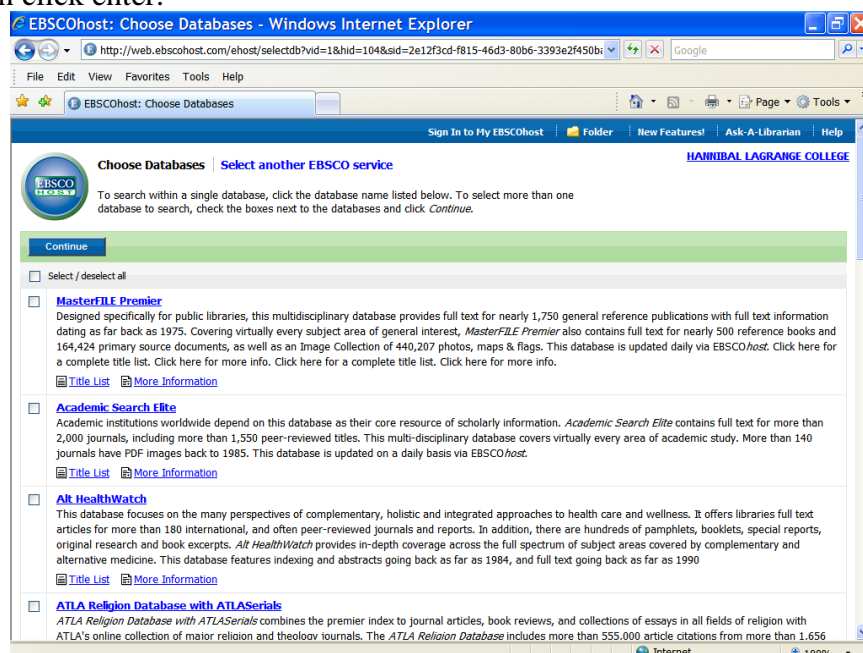 EBSCOhost: Choose Databases - Windows Internet Explorer
http://web.ebscohost.com/ehost/selectdb?vid=1&hid=104&sid=2e12f3cd-f815-46d3-80b6-3393e2f450b
Google
File Edit View Favorites Tools Help
EBSCOhost: Choose Databases
Page Tools
Sign In to My EBSCOhost Folder New Features! Ask-A-Librarian Help
EBSCO
HOST
Choose Databases Select another EBSCO service
HANNIBAL LAGRANGE COLLEGE
To search within a single database, click the database name listed below. To select more than one
database to search, check the boxes next to the databases and click Continue.
Continue
Select / deselect all
MasterFILE Premier
Designed specifically for public libraries, this multidisciplinary database provides full text for nearly 1,750 general reference publications with full text information
dating as far back as 1975. Covering virtually every subject area of general interest, MasterFILE Premier also contains full text for nearly 500 reference books and
164,424 primary source documents, as well as an Image Collection of 440,207 photos, maps & flags. This database is updated daily via EBSCOhost. Click here for
a complete title list. Click here for more info. Click here for a complete title list. Click here for more info.
Title List More Information
Academic Search Elite
Academic institutions worldwide depend on this database as their core resource of scholarly information. Academic Search Elite contains full text for more than
2,000 journals, including more than 1,550 peer-reviewed titles. This multi-disciplinary database covers virtually every area of academic study. More than 140
journals have PDF images back to 1985. This database is updated on a daily basis via EBSCOhost.
Title List More Information
Alt HealthWatch
This database focuses on the many perspectives of complementary, holistic and integrated approaches to health care and wellness. It offers libraries full text
articles for more than 180 international, and often peer-reviewed journals and reports. In addition, there are hundreds of pamphlets, booklets, special reports,
original research and book excerpts. Alt HealthWatch provides in-depth coverage across the full spectrum of subject areas covered by complementary and
alternative medicine. This database features indexing and abstracts going back as far as 1984, and full text going back as far as 1990
Title List More Information
ATLA Religion Database with ATLASerials
ATLA Religion Database with ATLASerials combines the premier index to journal articles, book reviews, and collections of essays in all fields of religion with
ATLA's online collection of major religion and theology journals. The ATLA Religion Database includes more than 555,000 article citations from more than 1,656
Internet 100%